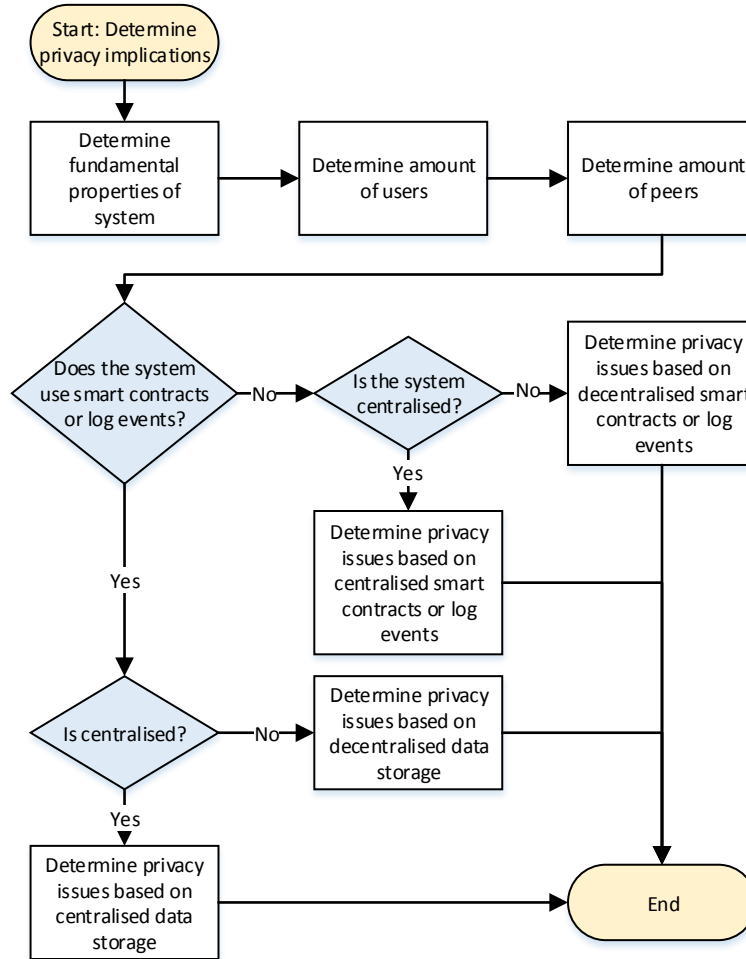 Start: Determine
privacy implications
Determine
fundamental
properties of
system
Determine amount
of users
Determine amount
of peers
Does the system
use smart contracts
or log events?
No
Is the system
centralised?
No
Determine privacy
issues based on
decentralised smart
contracts or log
events
Yes
Determine privacy
issues based on
centralised smart
contracts or log
events
Yes
Is centralised?
No
Determine privacy
issues based on
decentralised data
storage
Yes
Determine privacy
issues based on
centralised data
storage
End